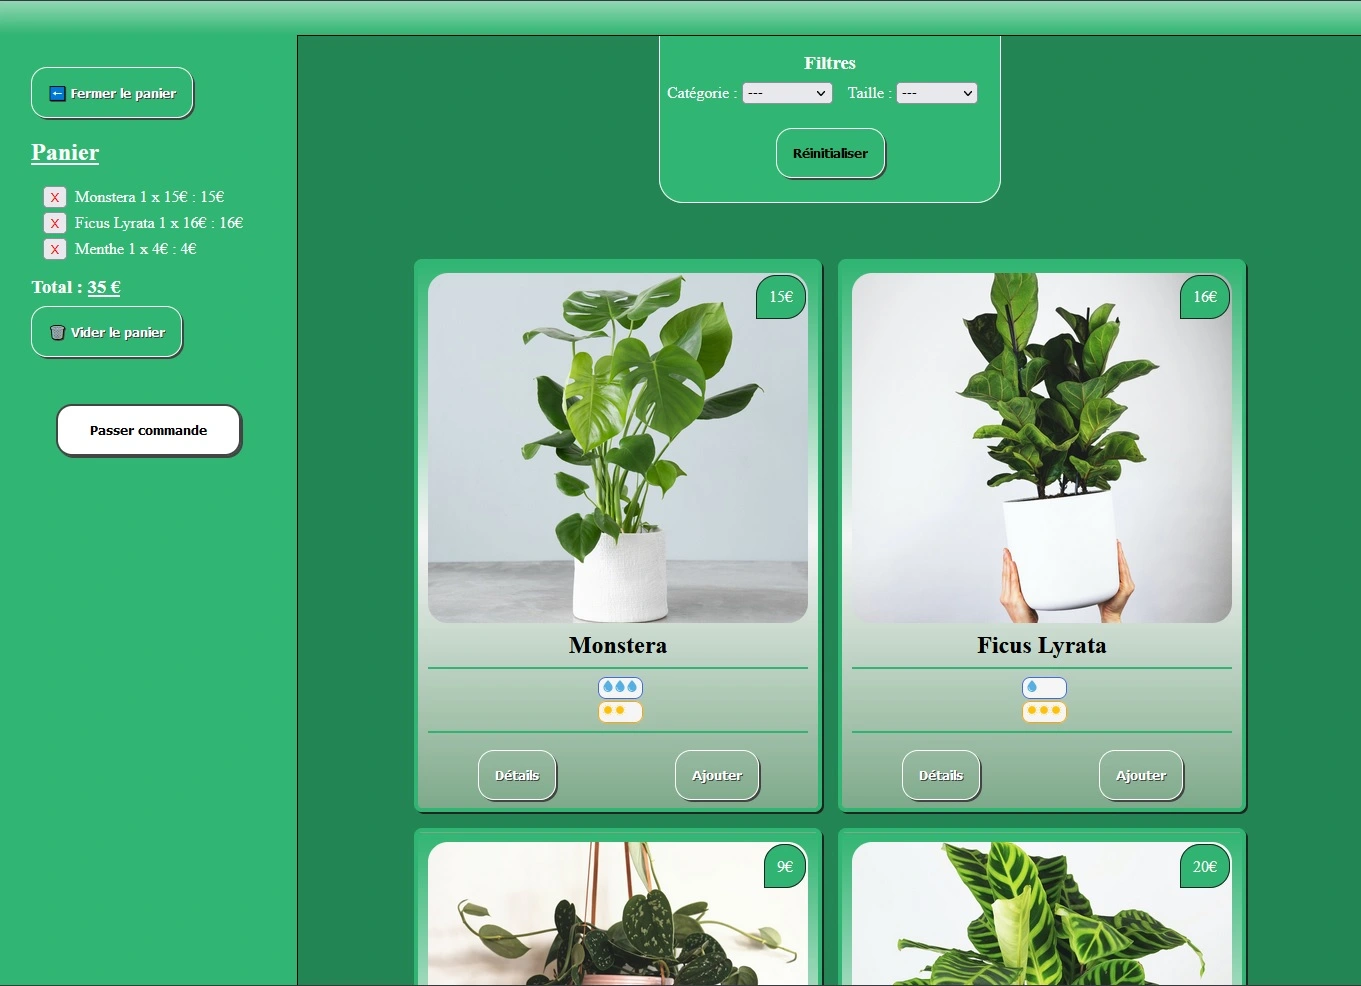 ← Fermer le panier
Panier
X Monstera 1 x 15€ : 15€
X Ficus Lyrata 1 x 16€ : 16€
X Menthe 1 x 4€ : 4€
Total : 35 €
Vider le panier
Passer commande
Filtres
Catégorie : --- Taille : ---
Réinitialiser
15€
Monstera
Détails Ajouter
16€
Ficus Lyrata
Détails Ajouter
9€
20€